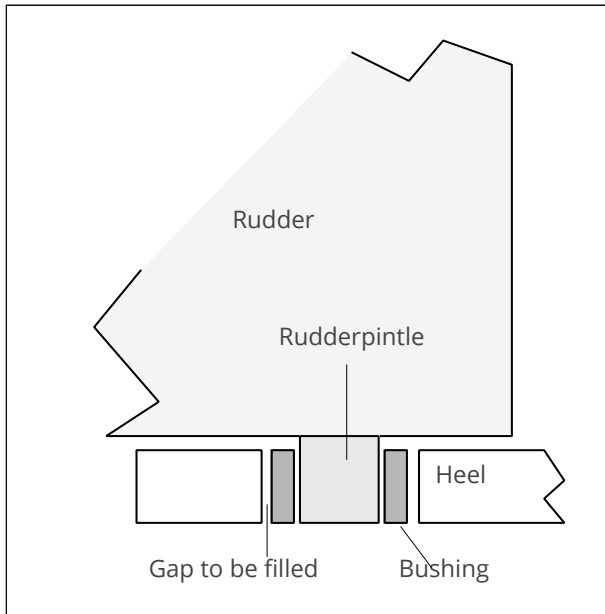 Rudder
Rudderpintle
Heel
Gap to be filled
Bushing